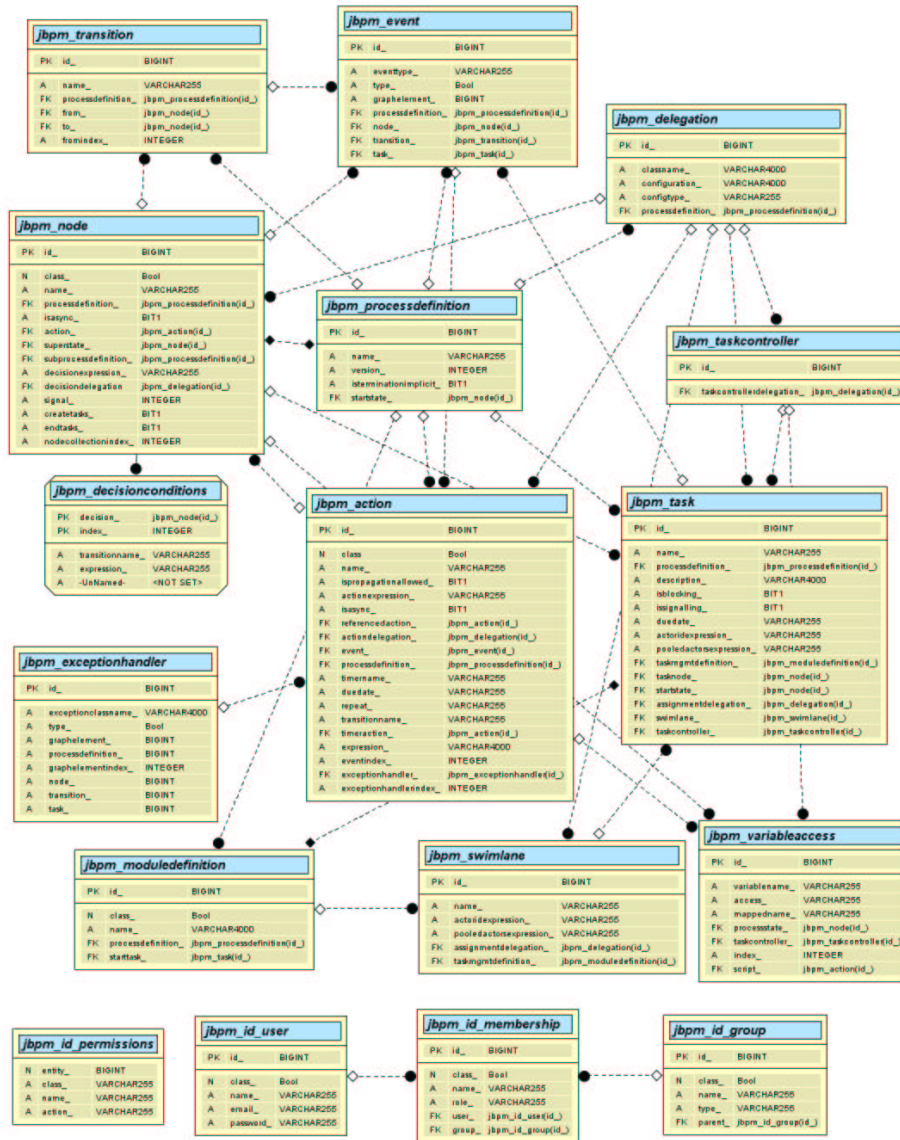 jbpm_transition
PK id_ BIGINT
A name_ VARCHAR255
FK processdefinition_ jbpm_processdefinition(id_)
FK from_ jbpm_node(id_)
FK to_ jbpm_node(id_)
A fromindex_ INTEGER
jbpm_event
PK id_ BIGINT
A eventtype_ VARCHAR255
A type_ Bool
A graphelement_ BIGINT
FK processdefinition_ jbpm_processdefinition(id_)
FK node_ jbpm_node(id_)
FK transition_ jbpm_transition(id_)
FK task_ jbpm_task(id_)
jbpm_delegation
PK id_ BIGINT
A classname_ VARCHAR4000
A configuration_ VARCHAR4000
A configtype_ VARCHAR255
FK processdefinition_ jbpm_processdefinition(id_)
jbpm_node
PK id_ BIGINT
N class_ Bool
A name_ VARCHAR255
FK processdefinition_ jbpm_processdefinition(id_)
A isasync_ BIT1
FK action_ jbpm_action(id_)
FK superstate_ jbpm_node(id_)
FK subprocessdefinition_ jbpm_processdefinition(id_)
A decisionexpression_ VARCHAR255
FK decisiondelegation jbpm_delegation(id_)
A signal_ INTEGER
A createtasks_ BIT1
A endtasks_ BIT1
A nodecollectionindex_ INTEGER
jbpm_processdefinition
PK id_ BIGINT
A name_ VARCHAR255
A version_ INTEGER
A isterminationimplicit_ BIT1
FK startstate_ jbpm_node(id_)
jbpm_taskcontroller
PK id_ BIGINT
FK taskcontrollerdelegation_ jbpm_delegation(id_)
jbpm_decisionconditions
PK decision_ jbpm_node(id_)
PK index_ INTEGER
A transitionname_ VARCHAR255
A expression_ VARCHAR255
A -UnNamed- <NOT SET>
jbpm_action
PK id_ BIGINT
N class Bool
A name_ VARCHAR255
A ispropagationallowed_ BIT1
A actionexpression_ VARCHAR255
A isasync_ BIT1
FK referencedaction_ jbpm_action(id_)
FK actiondelegation_ jbpm_delegation(id_)
FK event_ jbpm_event(id_)
FK processdefinition_ jbpm_processdefinition(id_)
A timername_ VARCHAR255
A duedate_ VARCHAR255
A repeat_ VARCHAR255
A transitionname_ VARCHAR255
FK timeraction_ jbpm_action(id_)
A expression_ VARCHAR4000
A eventindex_ INTEGER
FK exceptionhandler_ jbpm_exceptionhandler(id_)
A exceptionhandlerindex_ INTEGER
jbpm_task
PK id_ BIGINT
A name_ VARCHAR255
FK processdefinition_ jbpm_processdefinition(id_)
A description_ VARCHAR4000
A isblocking_ BIT1
A issignalling_ BIT1
A duedate_ VARCHAR255
A actoridexpression_ VARCHAR255
A pooledactorsexpression_ VARCHAR255
FK taskmgmtdefinition_ jbpm_moduledefinition(id_)
FK tasknode_ jbpm_node(id_)
FK startstate_ jbpm_node(id_)
FK assignmentdelegation_ jbpm_delegation(id_)
FK swimlane_ jbpm_swimlane(id_)
FK taskcontroller_ jbpm_taskcontroller(id_)
jbpm_exceptionhandler
PK id_ BIGINT
A exceptionclassname_ VARCHAR4000
A type_ Bool
A graphelement_ BIGINT
A processdefinition_ BIGINT
A graphelementindex_ INTEGER
A node_ BIGINT
A transition_ BIGINT
A task_ BIGINT
jbpm_moduledefinition
PK id_ BIGINT
N class_ Bool
A name_ VARCHAR4000
FK processdefinition_ jbpm_processdefinition(id_)
FK starttask_ jbpm_task(id_)
jbpm_swimlane
PK id_ BIGINT
A name_ VARCHAR255
A actoridexpression_ VARCHAR255
A pooledactorsexpression_ VARCHAR255
FK assignmentdelegation_ jbpm_delegation(id_)
FK taskmgmtdefinition_ jbpm_moduledefinition(id_)
jbpm_variableaccess
PK id_ BIGINT
A variablename_ VARCHAR255
A access_ VARCHAR255
A mappedname_ VARCHAR255
FK processstate_ jbpm_node(id_)
FK taskcontroller_ jbpm_taskcontroller(id_)
A index_ INTEGER
FK script_ jbpm_action(id_)
jbpm_id_permissions
N entity_ BIGINT
A class_ VARCHAR255
A name_ VARCHAR255
A action_ VARCHAR255
jbpm_id_user
PK id_ BIGINT
N class_ Bool
A name_ VARCHAR255
A email_ VARCHAR255
A password_ VARCHAR255
jbpm_id_membership
PK id_ BIGINT
N class_ Bool
A name_ VARCHAR255
A role_ VARCHAR255
FK user_ jbpm_id_user(id_)
FK group_ jbpm_id_group(id_)
jbpm_id_group
PK id_ BIGINT
N class_ Bool
A name_ VARCHAR255
A type_ VARCHAR255
FK parent_ jbpm_id_group(id_)